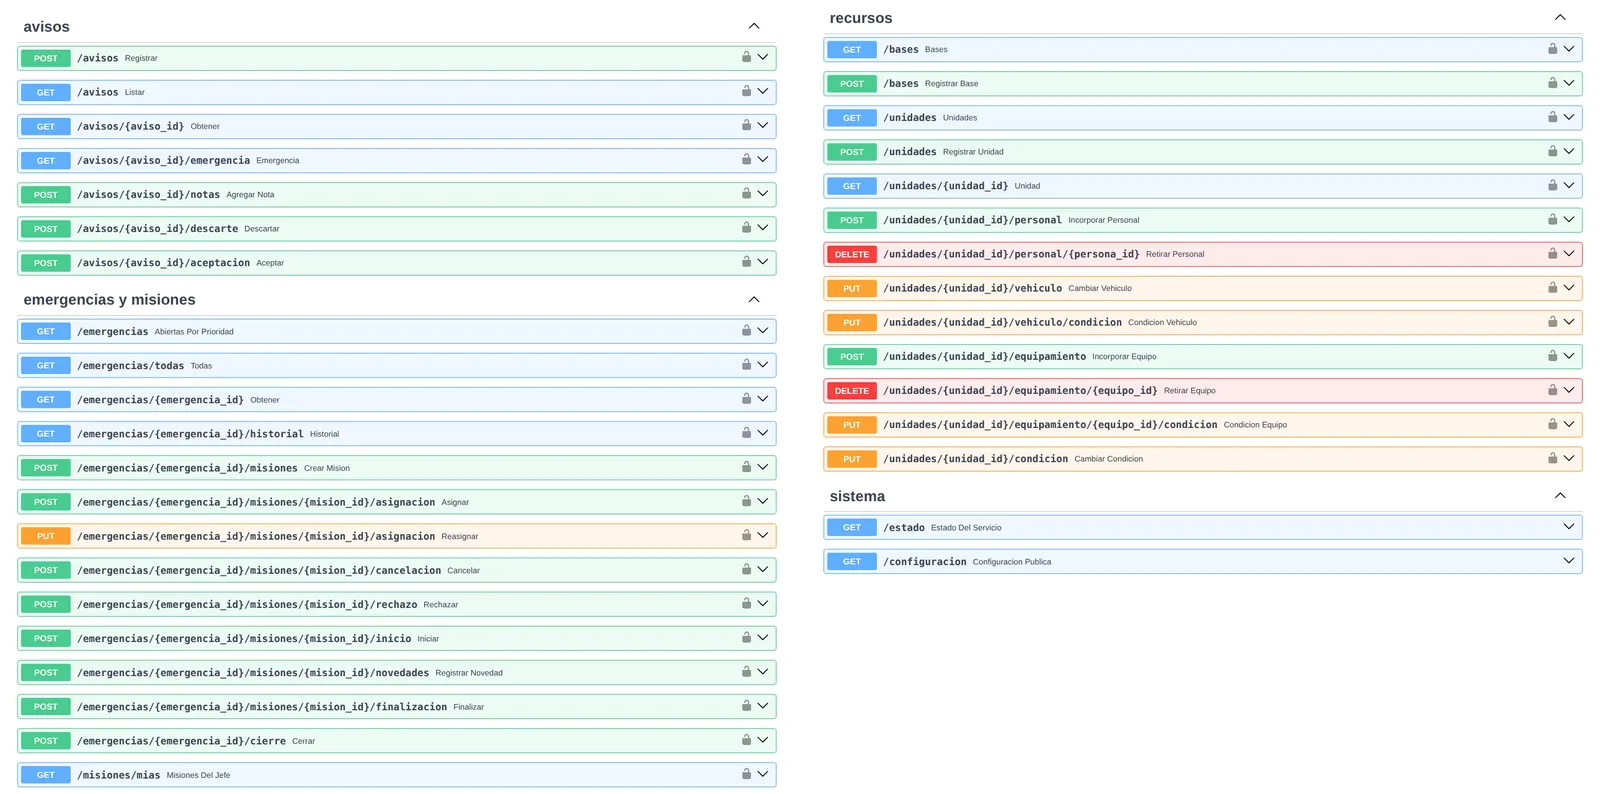 avisos
POST /avisos Registrar
GET /avisos Listar
GET /avisos/{aviso_id} Obtener
GET /avisos/{aviso_id}/emergencia Emergencia
POST /avisos/{aviso_id}/notas Agregar Nota
POST /avisos/{aviso_id}/descarte Descartar
POST /avisos/{aviso_id}/aceptacion Aceptar
emergencias y misiones
GET /emergencias Abiertas Por Prioridad
GET /emergencias/todas Todas
GET /emergencias/{emergencia_id} Obtener
GET /emergencias/{emergencia_id}/historial Historial
POST /emergencias/{emergencia_id}/misiones Crear Mision
POST /emergencias/{emergencia_id}/misiones/{mision_id}/asignacion Asignar
PUT /emergencias/{emergencia_id}/misiones/{mision_id}/asignacion Reasignar
POST /emergencias/{emergencia_id}/misiones/{mision_id}/cancelacion Cancelar
POST /emergencias/{emergencia_id}/misiones/{mision_id}/rechazo Rechazar
POST /emergencias/{emergencia_id}/misiones/{mision_id}/inicio Iniciar
POST /emergencias/{emergencia_id}/misiones/{mision_id}/novedades Registrar Novedad
POST /emergencias/{emergencia_id}/misiones/{mision_id}/finalizacion Finalizar
POST /emergencias/{emergencia_id}/cierre Cerrar
GET /misiones/mias Misiones Del Jefe
recursos
GET /bases Bases
POST /bases Registrar Base
GET /unidades Unidades
POST /unidades Registrar Unidad
GET /unidades/{unidad_id} Unidad
POST /unidades/{unidad_id}/personal Incorporar Personal
DELETE /unidades/{unidad_id}/personal/{persona_id} Retirar Personal
PUT /unidades/{unidad_id}/vehiculo Cambiar Vehiculo
PUT /unidades/{unidad_id}/vehiculo/condicion Condicion Vehiculo
POST /unidades/{unidad_id}/equipamiento Incorporar Equipo
DELETE /unidades/{unidad_id}/equipamiento/{equipo_id} Retirar Equipo
PUT /unidades/{unidad_id}/equipamiento/{equipo_id}/condicion Condicion Equipo
PUT /unidades/{unidad_id}/condicion Cambiar Condicion
sistema
GET /estado Estado Del Servicio
GET /configuracion Configuracion Publica